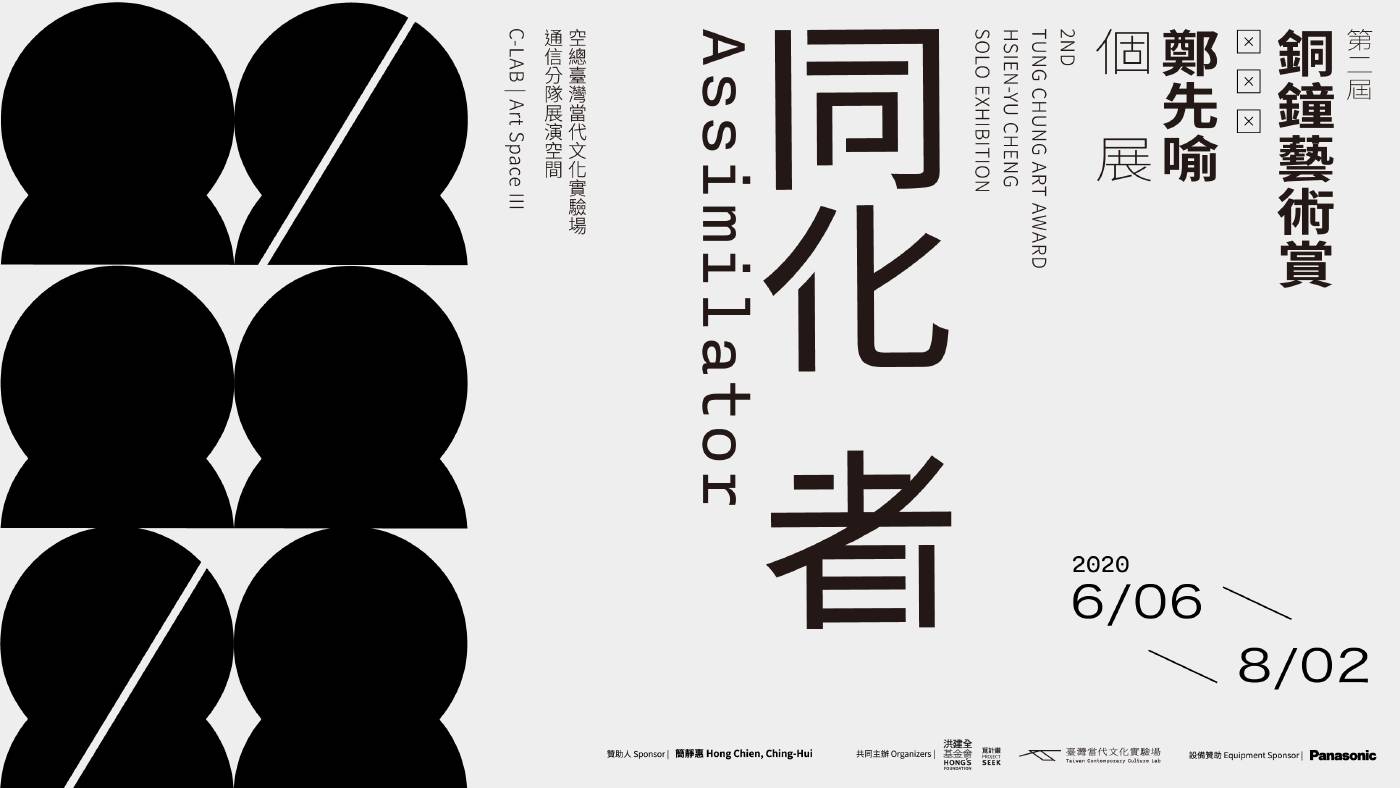 第二屆
銅鐘藝術賞
鄭先喻
個展
2ND
TUNG CHUNG ART AWARD
HSIEN-YU CHENG
SOLO EXHIBITION
同化者
Assimilator
空總臺灣當代文化實驗場
通信分隊展演空間
C-LAB | Art Space III
2020
6/06
8/02
贊助人 Sponsor | 簡靜惠 Hong Chien, Ching-Hui
共同主辦 Organizers |
洪建全
基金會
HONG'S
FOUNDATION
覓計畫
PROJECT
SEEK
臺灣當代文化實驗場
Taiwan Contemporary Culture Lab
設備贊助 Equipment Sponsor | Panasonic